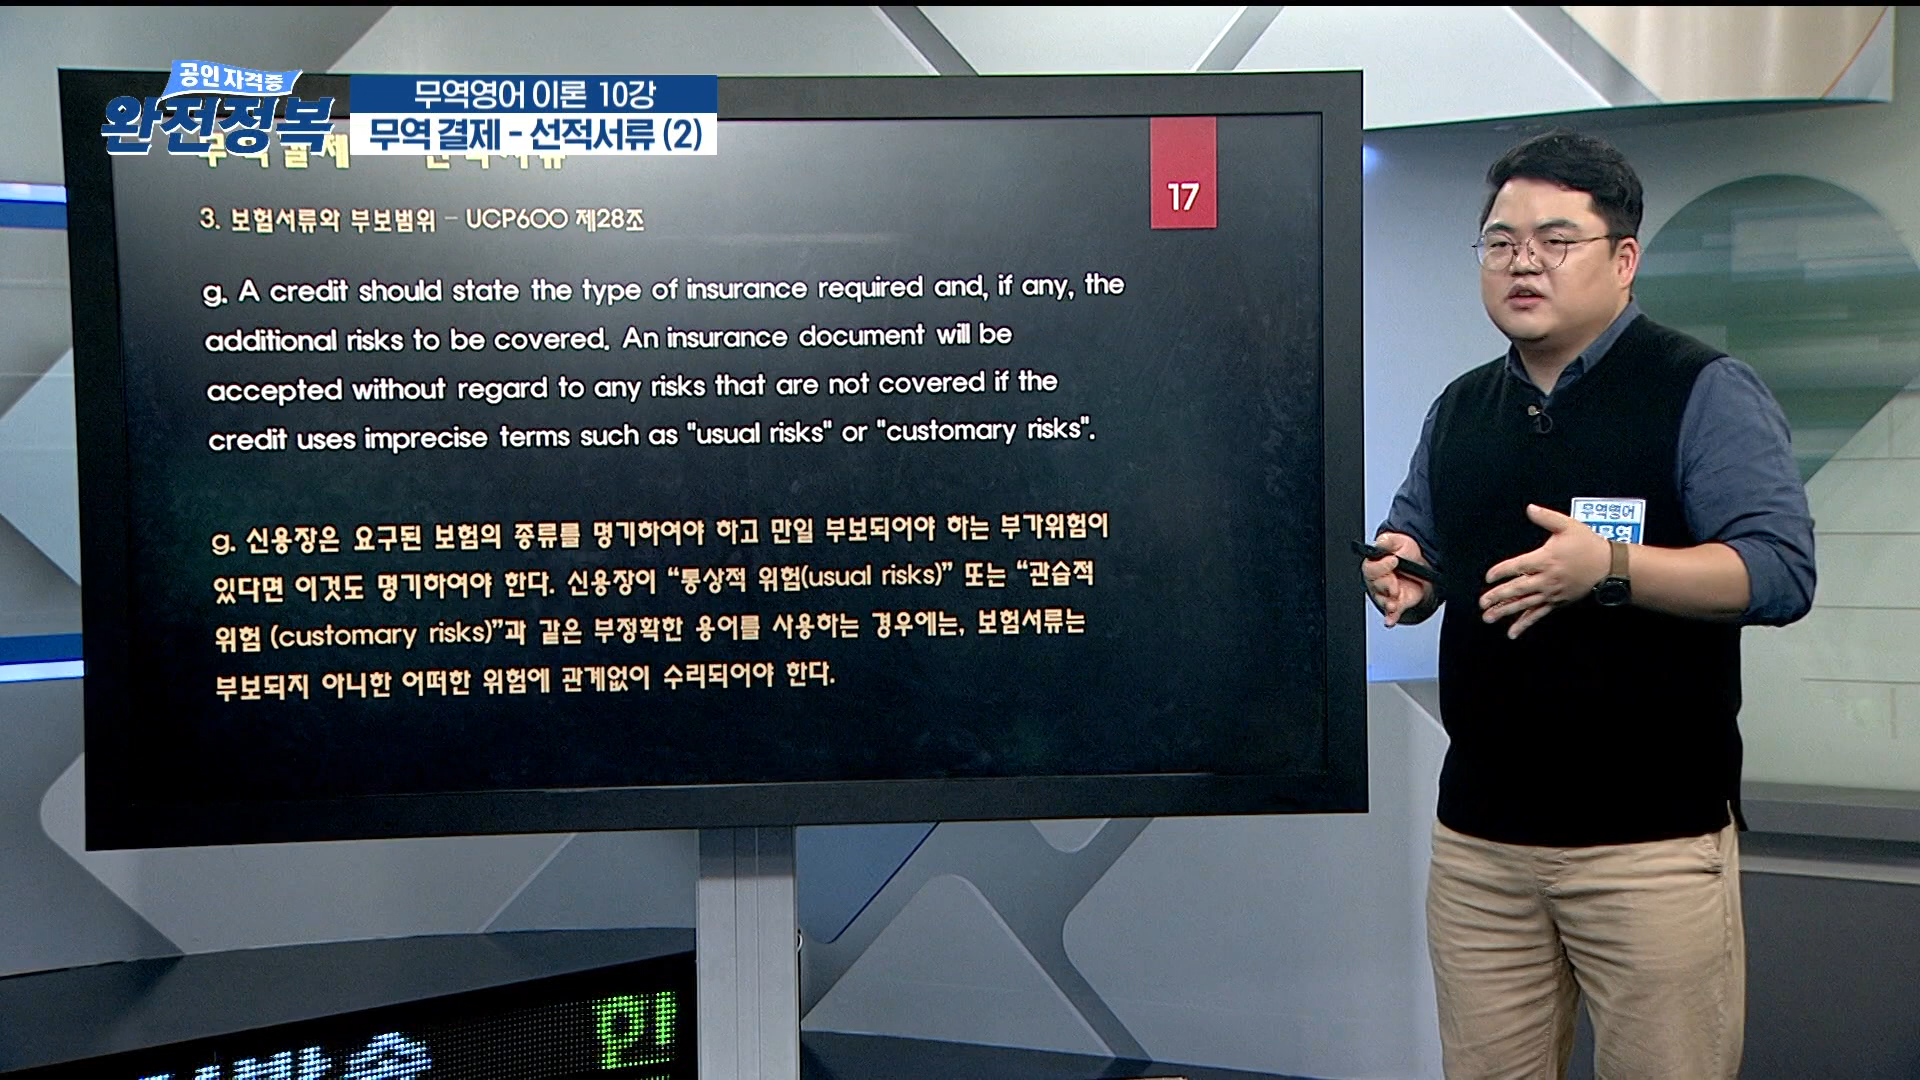 공인 자격증
완전정복
무역영어 이론 10강
무역 결제 - 선적서류 (2)
17
3. 보험서류와 부보범위 - UCP600 제28조
g. A credit should state the type of insurance required and, if any, the
additional risks to be covered. An insurance document will be
accepted without regard to any risks that are not covered if the
credit uses imprecise terms such as "usual risks" or "customary risks".
g. 신용장은 요구된 보험의 종류를 명기하여야 하고 만일 부보되어야 하는 부가위험이
있다면 이것도 명기하여야 한다. 신용장이 “통상적 위험(usual risks)” 또는 “관습적
위험 (customary risks)”과 같은 부정확한 용어를 사용하는 경우에는, 보험서류는
부보되지 아니한 어떠한 위험에 관계없이 수리되어야 한다.
무역영어